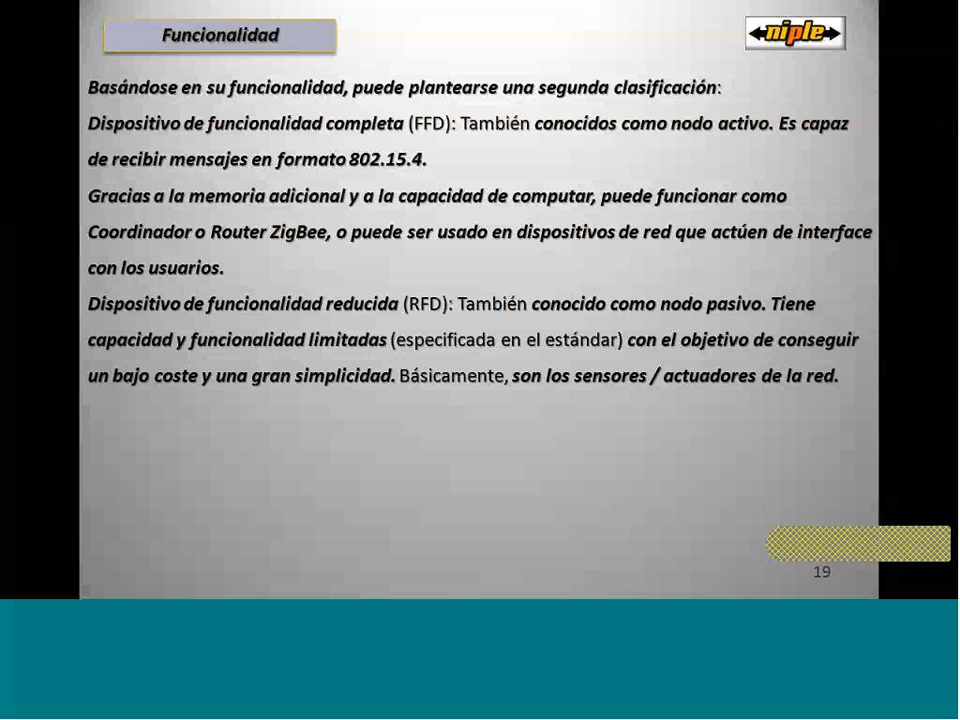 Funcionalidad
niple
Basándose en su funcionalidad, puede plantearse una segunda clasificación:
Dispositivo de funcionalidad completa (FFD): También conocidos como nodo activo. Es capaz
de recibir mensajes en formato 802.15.4.
Gracias a la memoria adicional y a la capacidad de computar, puede funcionar como
Coordinador o Router ZigBee, o puede ser usado en dispositivos de red que actúen de interface
con los usuarios.
Dispositivo de funcionalidad reducida (RFD): También conocido como nodo pasivo. Tiene
capacidad y funcionalidad limitadas (especificada en el estándar) con el objetivo de conseguir
un bajo coste y una gran simplicidad. Básicamente, son los sensores / actuadores de la red.
19